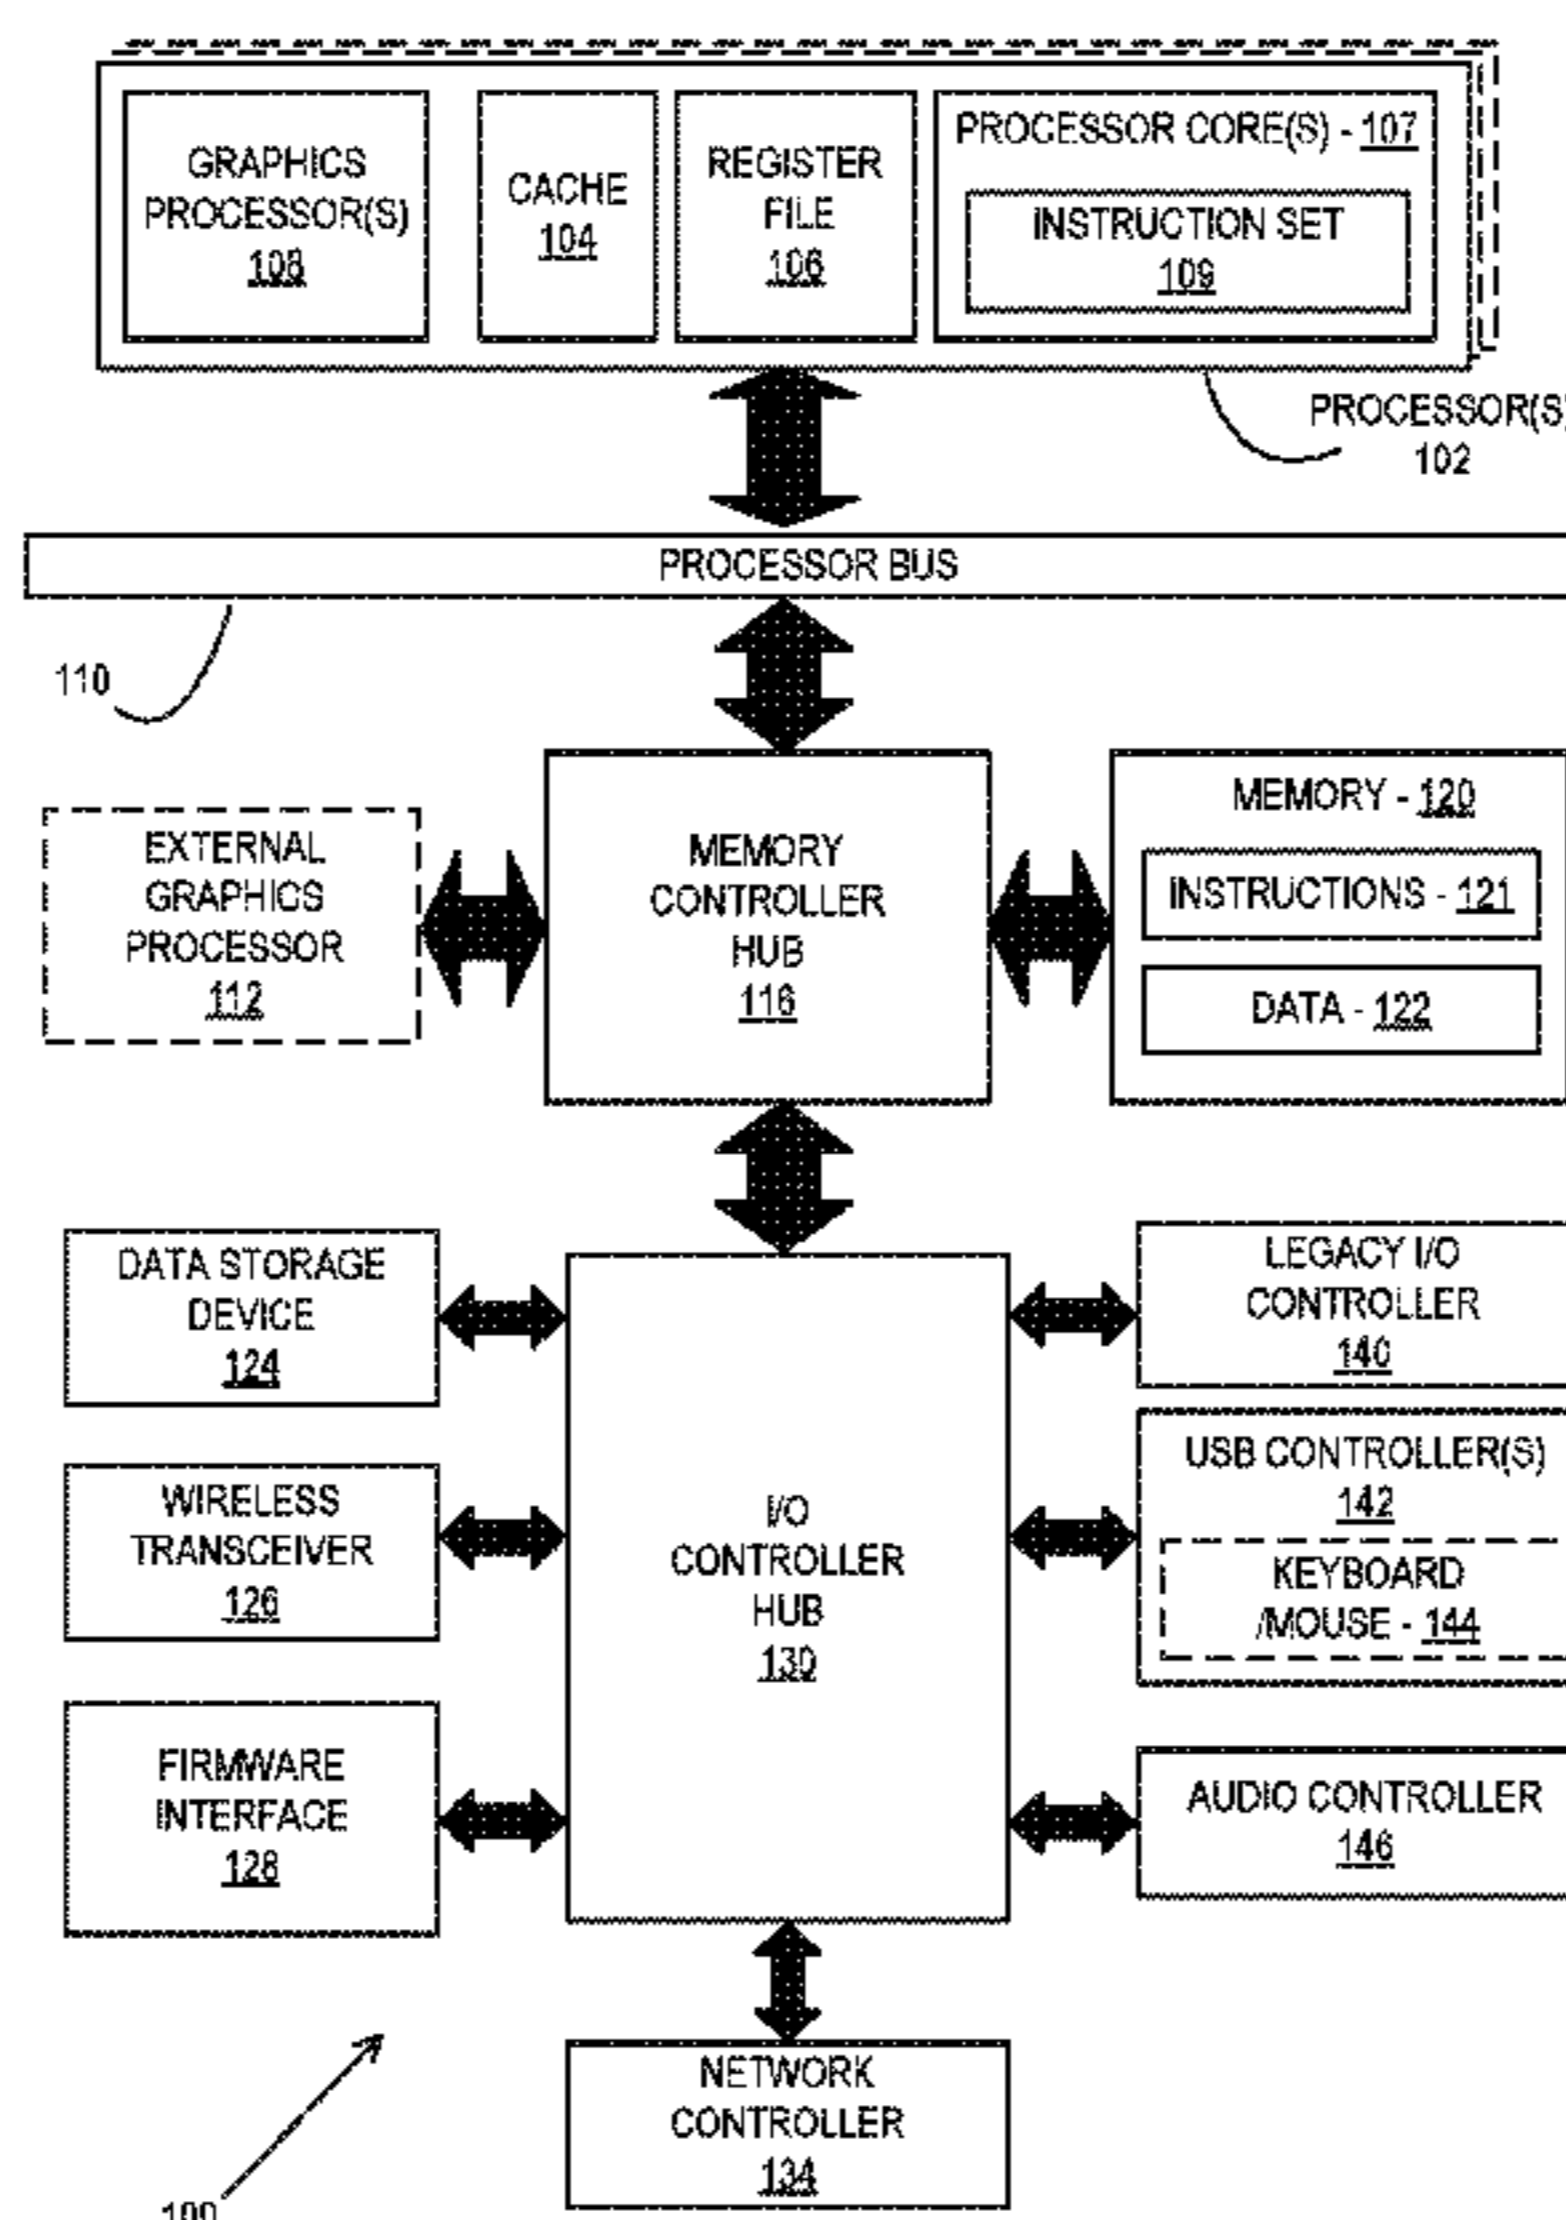 GRAPHICS
PROCESSOR(S)
108
CACHE
104
REGISTER
FILE
106
PROCESSOR CORE(S) - 107
INSTRUCTION SET
109
PROCESSOR(S)
102
PROCESSOR BUS
110
EXTERNAL
GRAPHICS
PROCESSOR
112
MEMORY
CONTROLLER
HUB
116
MEMORY - 120
INSTRUCTIONS - 121
DATA - 122
DATA STORAGE
DEVICE
124
LEGACY I/O
CONTROLLER
140
WIRELESS
TRANSCEIVER
126
I/O
CONTROLLER
HUB
130
USB CONTROLLER(S)
142
KEYBOARD
/MOUSE - 144
FIRMWARE
INTERFACE
128
AUDIO CONTROLLER
146
NETWORK
CONTROLLER
134
100